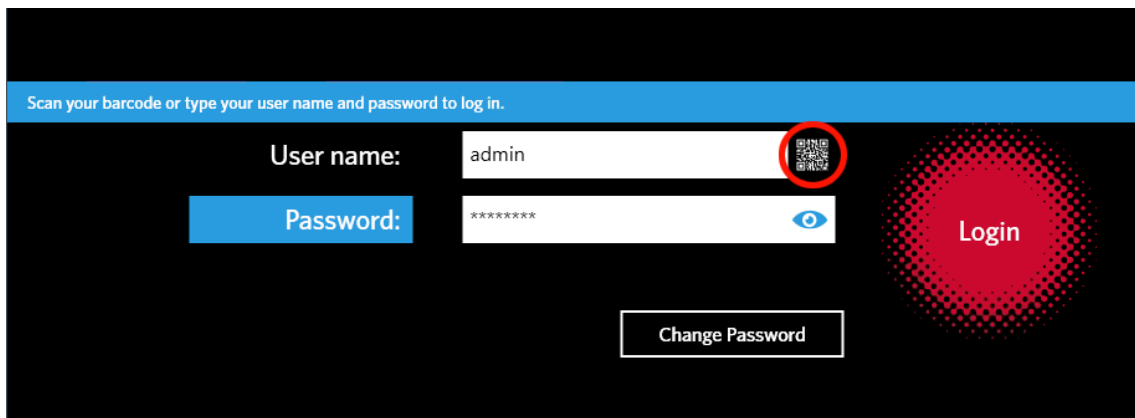 Scan your barcode or type your user name and password to log in.
User name:
admin
Password:
********
Login
Change Password